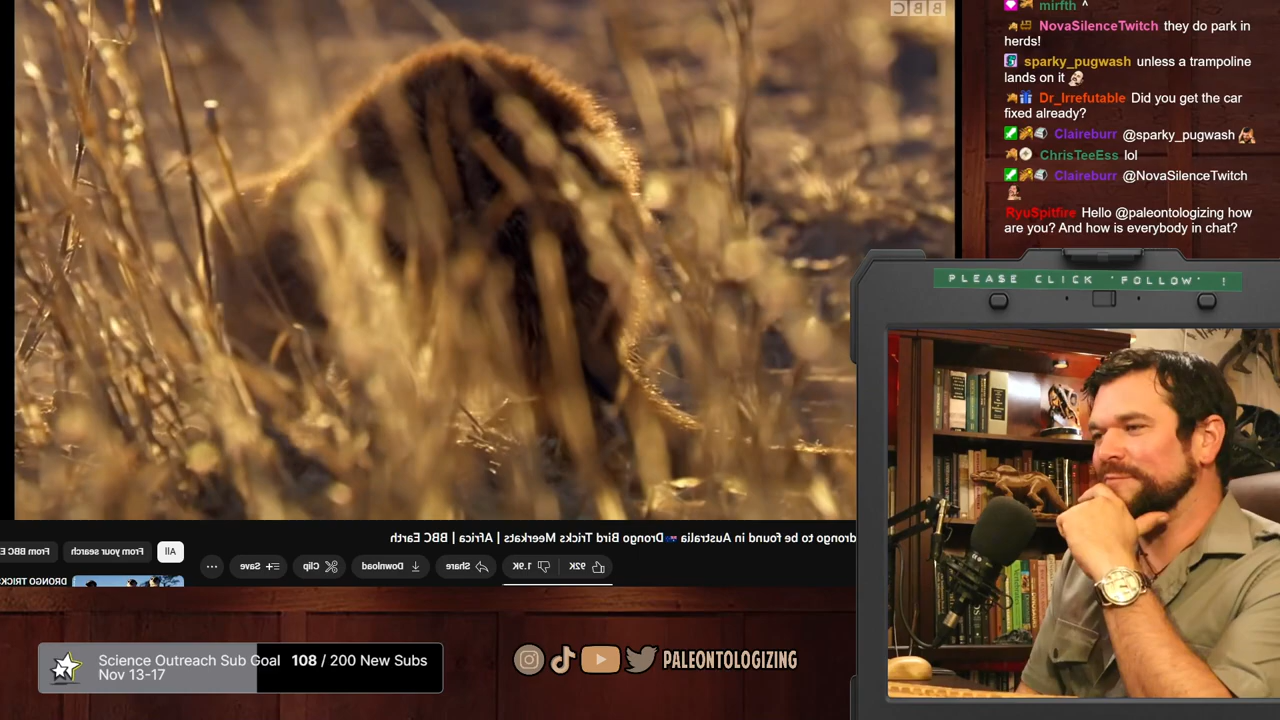 BBC
mirfth ^
NovaSilenceTwitch they do park in
herds!
sparky_pugwash unless a trampoline
lands on it
Dr_Irrefutable Did you get the car
fixed already?
Claireburr @sparky_pugwash
ChrisTeeEss lol
Claireburr @NovaSilenceTwitch
RyuSpitfire Hello @paleontologizing how
are you? And how is everybody in chat?
PLEASE CLICK 'FOLLOW' !
drongo to be found in Australia Drongo Bird Tricks Meerkats | Africa | BBC Earth
92K 1.9K Share Download Clip Save ...
All From your search From BBC E
DRONGO TRICKS
Science Outreach Sub Goal 108 / 200 New Subs
Nov 13-17
PALEONTOLOGIZING